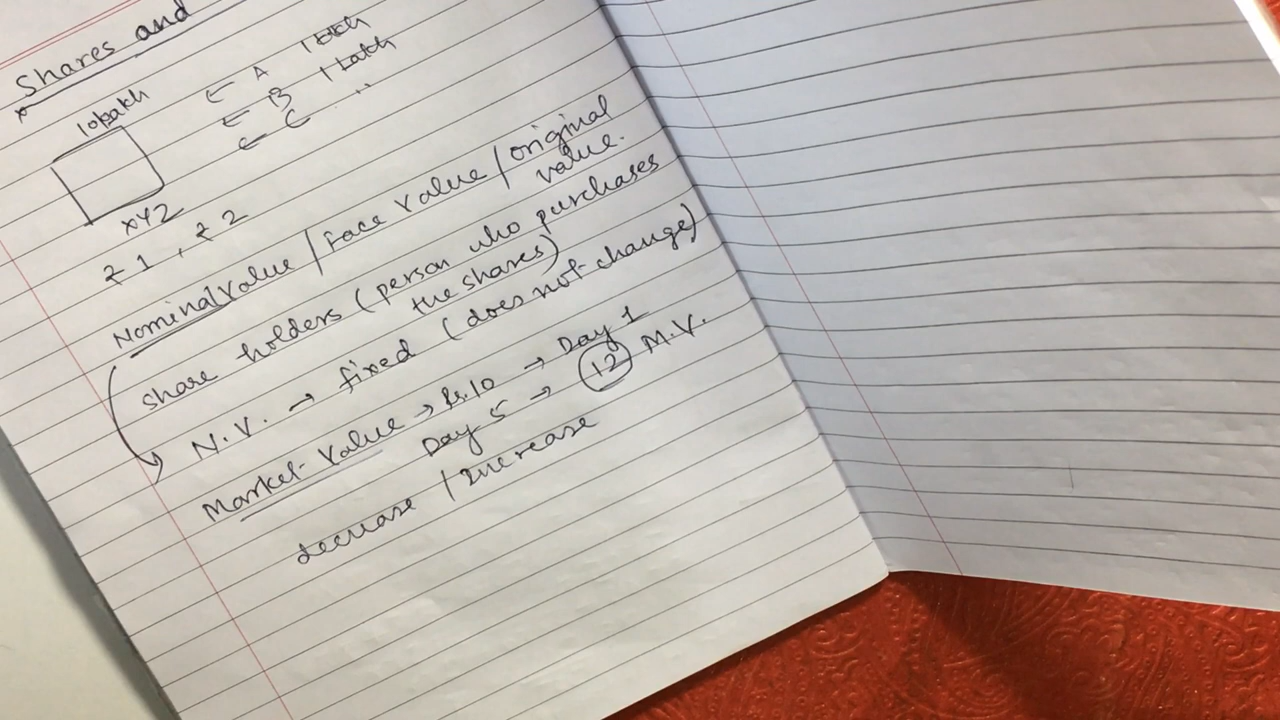 Shares and
10 lakh
← A 1 lakh
← B 1 lakh
← C ..
XYZ
₹ 1 , ₹ 2
Nominal Value / Face Value / original value.
share holders (person who purchases the shares)
N.V. → fixed (does not change)
Market Value → Rs.10 → Day 1
Day 5 → 12 M.V.
decrease / Increase